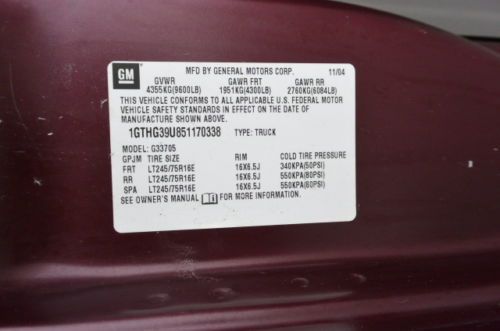 GM
MFD BY GENERAL MOTORS CORP. 11/04
GVWR GAWR FRT GAWR RR
4355KG(9600LB) 1951KG(4300LB) 2760KG(6084LB)
THIS VEHICLE CONFORMS TO ALL APPLICABLE U.S. FEDERAL MOTOR
VEHICLE SAFETY STANDARDS IN EFFECT ON THE DATE OF
MANUFACTURE SHOWN ABOVE.
1GTHG39U851170338 TYPE: TRUCK
MODEL: G33705
GPJM TIRE SIZE RIM COLD TIRE PRESSURE
FRT LT245/75R16E 16X6.5J 340KPA(50PSI)
RR LT245/75R16E 16X6.5J 550KPA(80PSI)
SPA LT245/75R16E 16X6.5J 550KPA(80PSI)
SEE OWNER'S MANUAL FOR MORE INFORMATION.